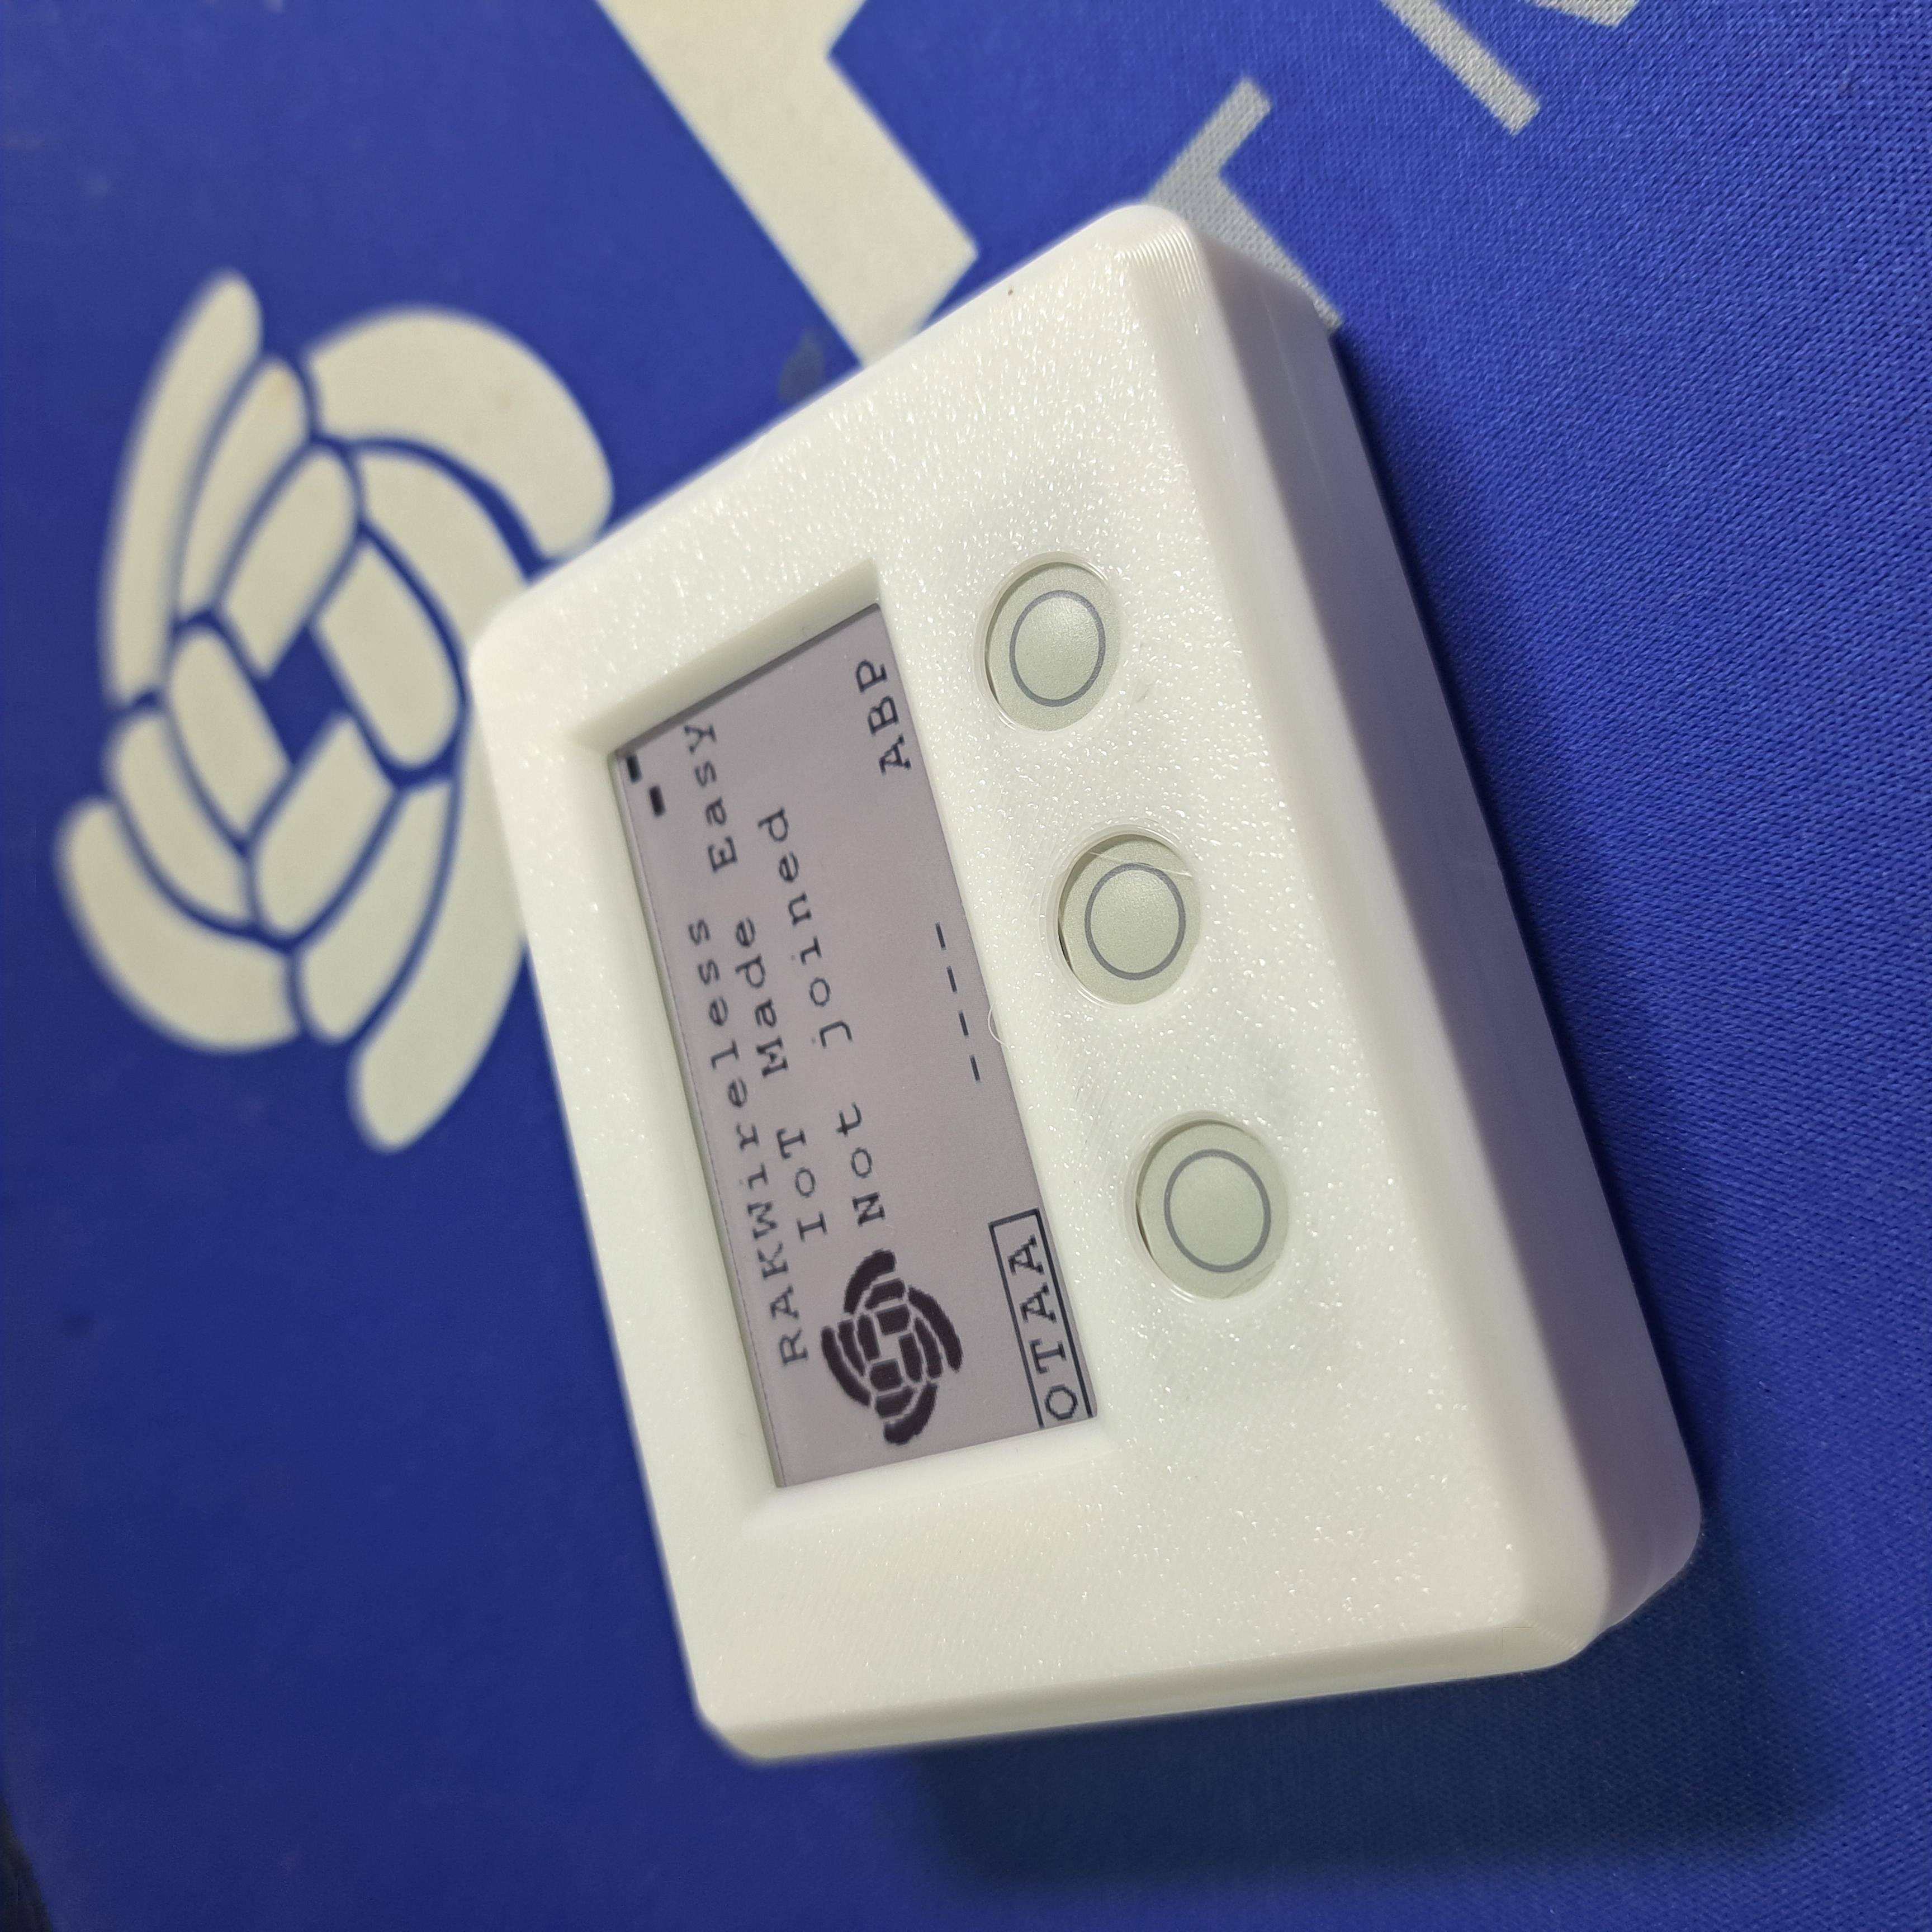 RAKWireless
IoT Made Easy
Not joined
ABP
----
OTAA